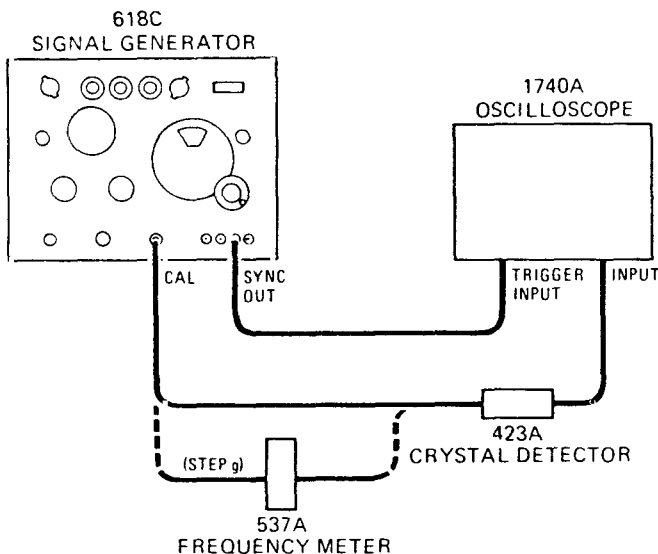 618C
SIGNAL GENERATOR
1740A
OSCILLOSCOPE
CAL
SYNC
OUT
TRIGGER
INPUT
INPUT
423A
CRYSTAL DETECTOR
(STEP g)
537A
FREQUENCY METER